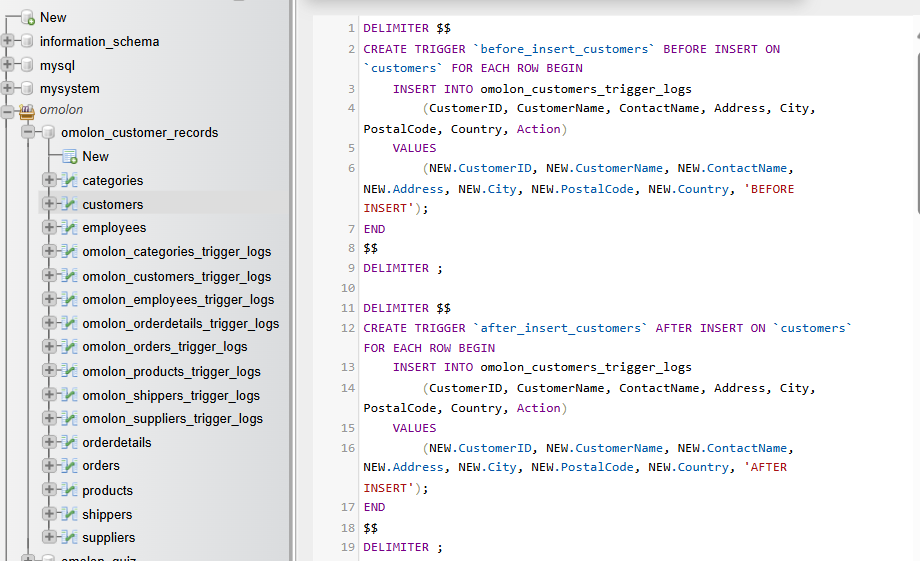 New
information_schema
mysql
mysystem
omolon
omolon_customer_records
New
categories
customers
employees
omolon_categories_trigger_logs
omolon_customers_trigger_logs
omolon_employees_trigger_logs
omolon_orderdetails_trigger_logs
omolon_orders_trigger_logs
omolon_products_trigger_logs
omolon_shippers_trigger_logs
omolon_suppliers_trigger_logs
orderdetails
orders
products
shippers
suppliers
omolon_quiz
1 DELIMITER $$
2 CREATE TRIGGER `before_insert_customers` BEFORE INSERT ON
`customers` FOR EACH ROW BEGIN
3 INSERT INTO omolon_customers_trigger_logs
4 (CustomerID, CustomerName, ContactName, Address, City,
PostalCode, Country, Action)
5 VALUES
6 (NEW.CustomerID, NEW.CustomerName, NEW.ContactName,
NEW.Address, NEW.City, NEW.PostalCode, NEW.Country, 'BEFORE
INSERT');
7 END
8 $$
9 DELIMITER ;
10
11 DELIMITER $$
12 CREATE TRIGGER `after_insert_customers` AFTER INSERT ON `customers`
FOR EACH ROW BEGIN
13 INSERT INTO omolon_customers_trigger_logs
14 (CustomerID, CustomerName, ContactName, Address, City,
PostalCode, Country, Action)
15 VALUES
16 (NEW.CustomerID, NEW.CustomerName, NEW.ContactName,
NEW.Address, NEW.City, NEW.PostalCode, NEW.Country, 'AFTER
INSERT');
17 END
18 $$
19 DELIMITER ;